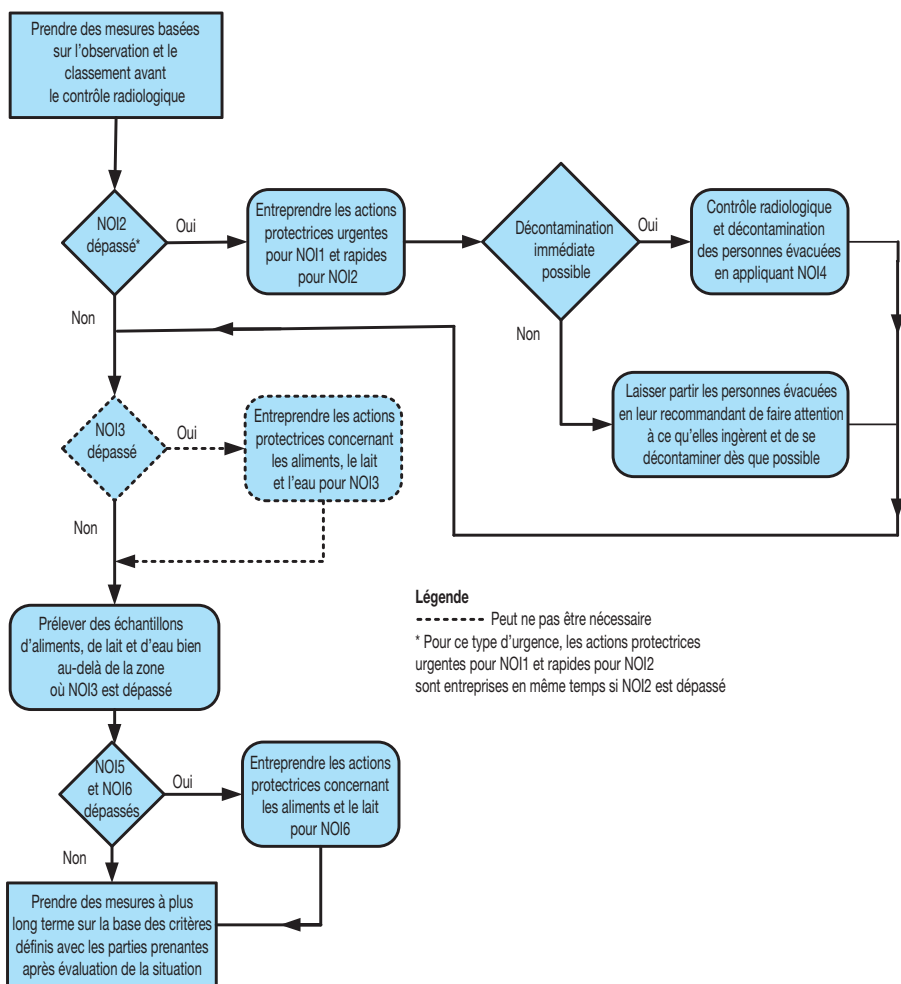 Prendre des mesures basées
sur l'observation et le
classement avant
le contrôle radiologique
NOI2
dépassé*
Oui
Non
Entreprendre les actions
protectrices urgentes
pour NOI1 et rapides
pour NOI2
Décontamination
immédiate
possible
Oui
Non
Contrôle radiologique
et décontamination
des personnes évacuées
en appliquant NOI4
Laisser partir les personnes évacuées
en leur recommandant de faire attention
à ce qu'elles ingèrent et de se
décontaminer dès que possible
NOI3
dépassé
Oui
Non
Entreprendre les actions
protectrices concernant
les aliments, le lait
et l'eau pour NOI3
Prélever des échantillons
d'aliments, de lait et d'eau bien
au-delà de la zone
où NOI3 est dépassé
Légende
Peut ne pas être nécessaire
* Pour ce type d'urgence, les actions protectrices
urgentes pour NOI1 et rapides pour NOI2
sont entreprises en même temps si NOI2 est dépassé
NOI5
et NOI6
dépassés
Oui
Non
Entreprendre les actions
protectrices concernant
les aliments et le lait
pour NOI6
Prendre des mesures à plus
long terme sur la base des critères
définis avec les parties prenantes
après évaluation de la situation